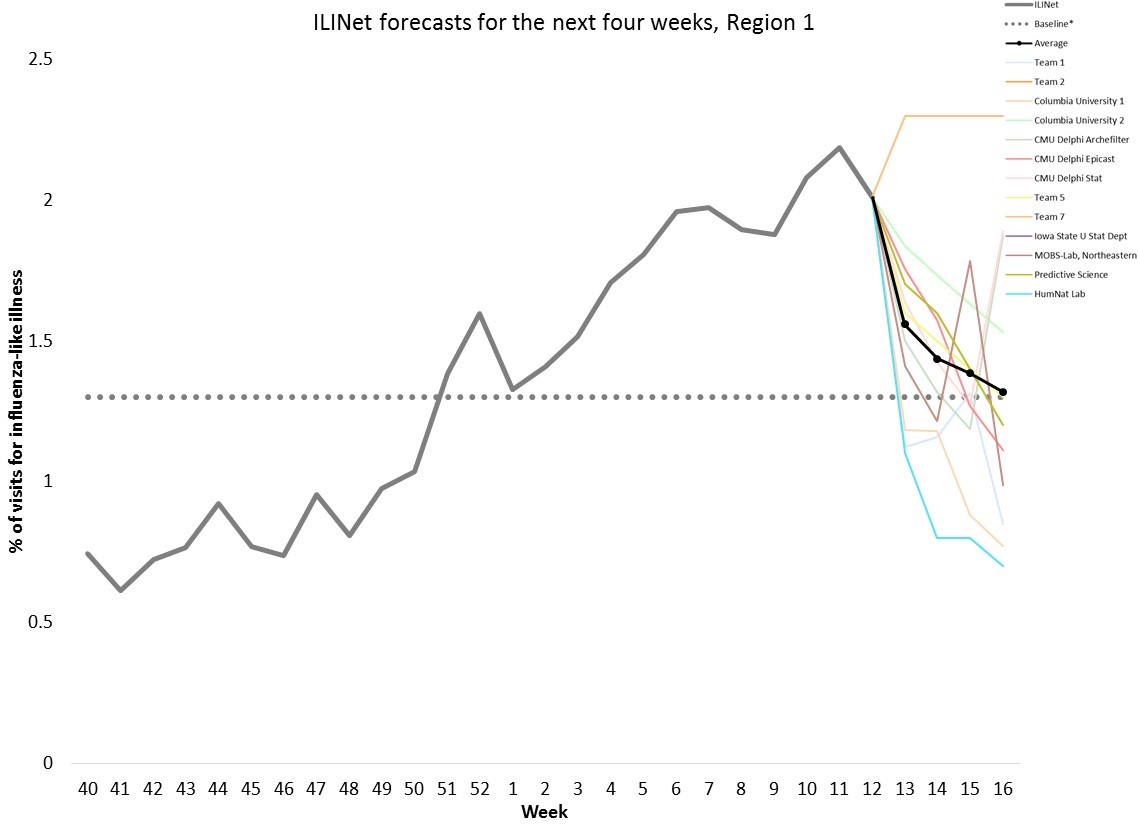 ILINet forecasts for the next four weeks, Region 1
ILINet
Baseline*
Average
Team 1
Team 2
Columbia University 1
Columbia University 2
CMU Delphi Archefilter
CMU Delphi Epicast
CMU Delphi Stat
Team 5
Team 7
Iowa State U Stat Dept
MOBS-Lab, Northeastern
Predictive Science
HumNat Lab
% of visits for influenza-like illness
2.5
2
1.5
1
0.5
0
40 41 42 43 44 45 46 47 48 49 50 51 52 1 2 3 4 5 6 7 8 9 10 11 12 13 14 15 16
Week